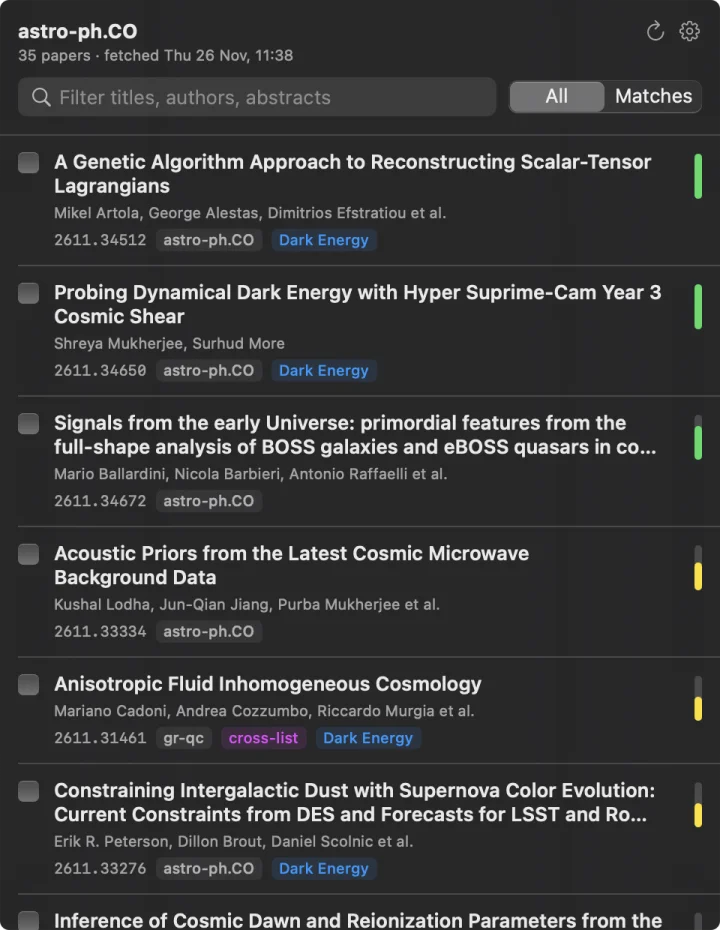 astro-ph.CO
35 papers · fetched Thu 26 Nov, 11:38
Filter titles, authors, abstracts
All
Matches
A Genetic Algorithm Approach to Reconstructing Scalar-Tensor
Lagrangians
Mikel Artola, George Alestas, Dimitrios Efstratiou et al.
2611.34512 astro-ph.CO Dark Energy
Probing Dynamical Dark Energy with Hyper Suprime-Cam Year 3
Cosmic Shear
Shreya Mukherjee, Surhud More
2611.34650 astro-ph.CO Dark Energy
Signals from the early Universe: primordial features from the
full-shape analysis of BOSS galaxies and eBOSS quasars in co...
Mario Ballardini, Nicola Barbieri, Antonio Raffaelli et al.
2611.34672 astro-ph.CO
Acoustic Priors from the Latest Cosmic Microwave
Background Data
Kushal Lodha, Jun-Qian Jiang, Purba Mukherjee et al.
2611.33334 astro-ph.CO
Anisotropic Fluid Inhomogeneous Cosmology
Mariano Cadoni, Andrea Cozzumbo, Riccardo Murgia et al.
2611.31461 gr-qc cross-list Dark Energy
Constraining Intergalactic Dust with Supernova Color Evolution:
Current Constraints from DES and Forecasts for LSST and Ro...
Erik R. Peterson, Dillon Brout, Daniel Scolnic et al.
2611.33276 astro-ph.CO Dark Energy
Inference of Cosmic Dawn and Reionization Parameters from the